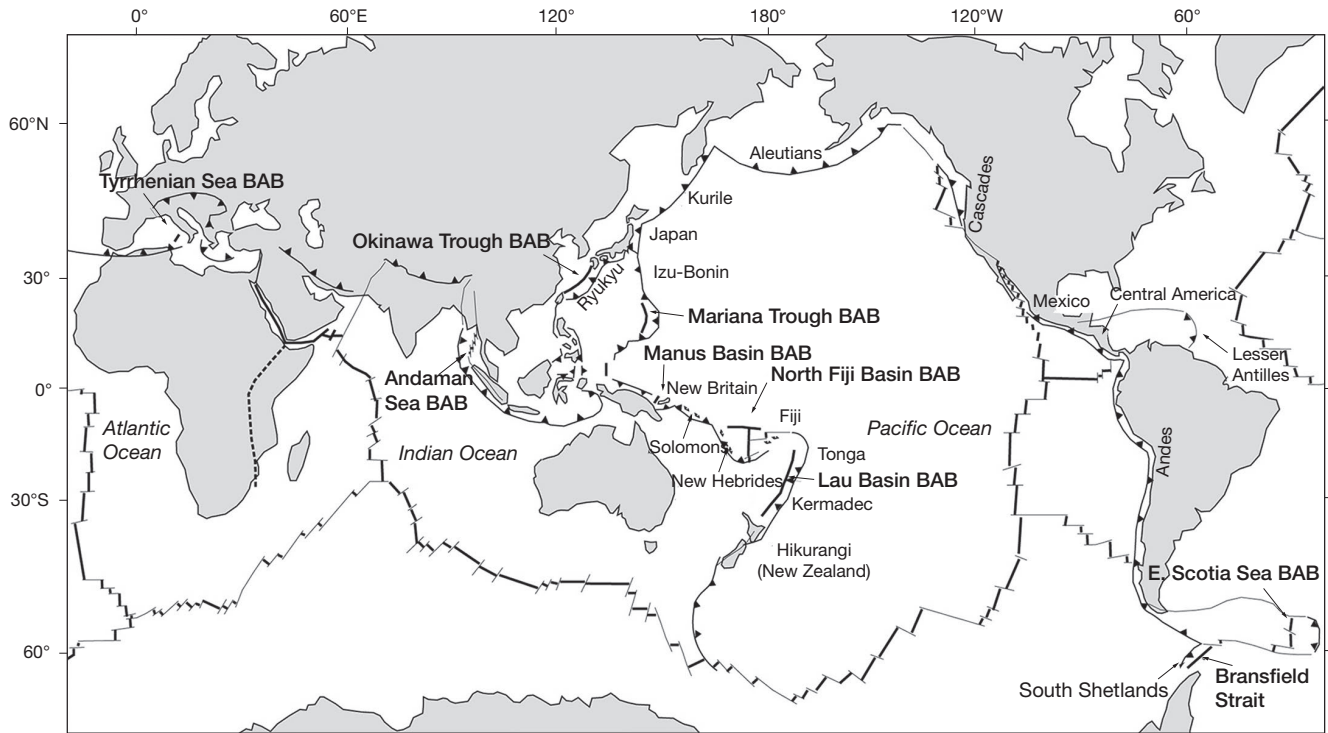 0°
60°E
120°
180°
120°W
60°
60°N
Aleutians
Tyrrhenian Sea BAB
Cascades
Kurile
Okinawa Trough BAB
Japan
30°
Ryukyu
Izu-Bonin
Mexico
Central America
Mariana Trough BAB
Manus Basin BAB
Lesser
Antilles
North Fiji Basin BAB
Andaman
Sea BAB
0°
New Britain
Fiji
Atlantic
Ocean
Indian Ocean
Solomons
Pacific Ocean
Tonga
Andes
New Hebrides
Lau Basin BAB
30°S
Kermadec
Hikurangi
(New Zealand)
E. Scotia Sea BAB
60°
South Shetlands
Bransfield
Strait